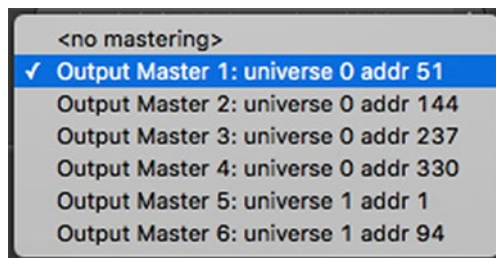 <no mastering>
✓ Output Master 1: universe 0 addr 51
Output Master 2: universe 0 addr 144
Output Master 3: universe 0 addr 237
Output Master 4: universe 0 addr 330
Output Master 5: universe 1 addr 1
Output Master 6: universe 1 addr 94